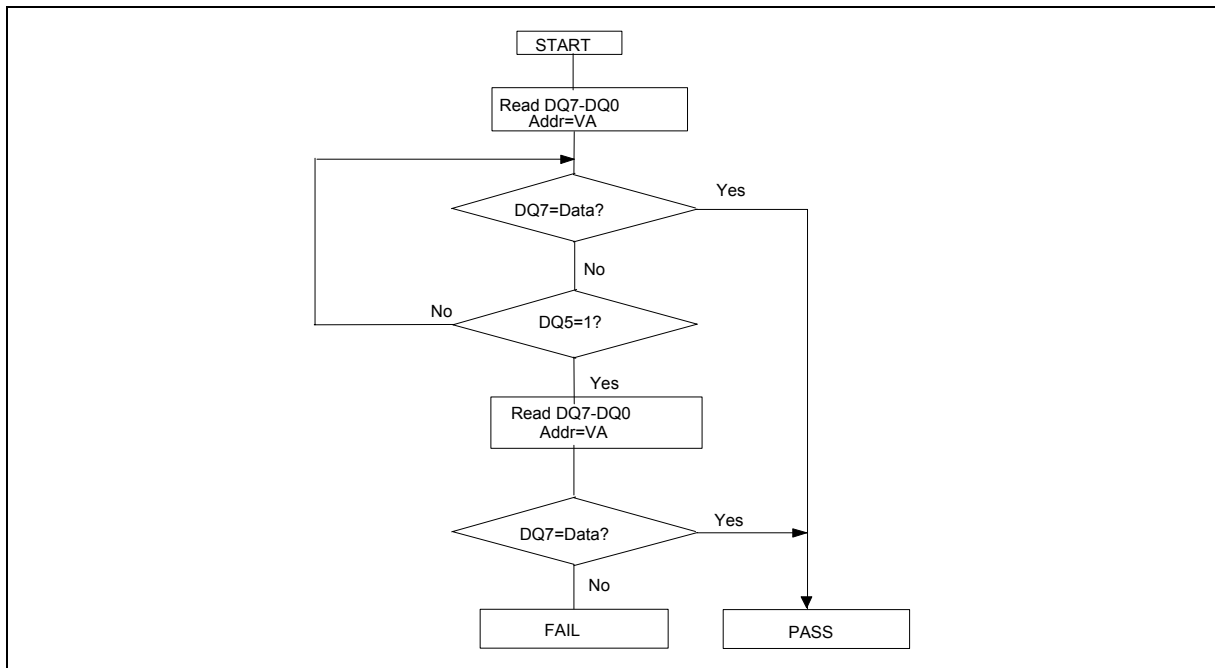 START
Read DQ7-DQ0
Addr=VA
Yes
DQ7=Data?
No
No
DQ5=1?
Yes
Read DQ7-DQ0
Addr=VA
Yes
DQ7=Data?
No
FAIL
PASS